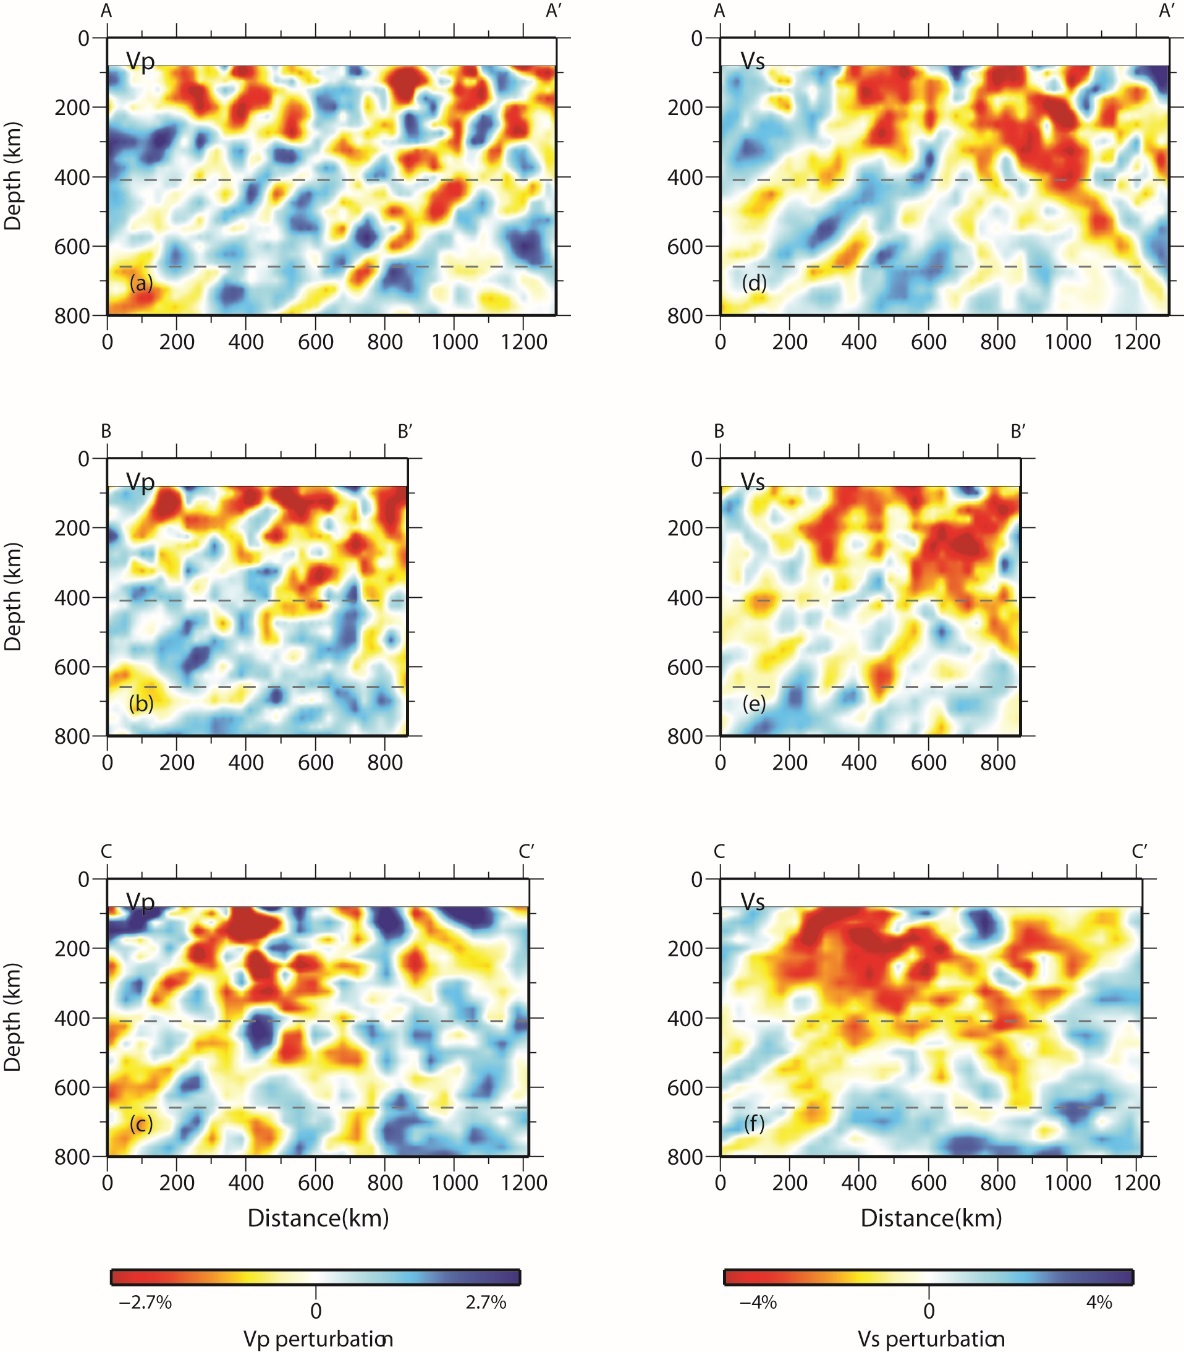 A A′ A A′
0 Vp 0 Vs
200 200
Depth (km)
400 400
600 600
(a) (d)
800 800
0 200 400 600 800 1000 1200 0 200 400 600 800 1000 1200
B B′ B B′
0 Vp 0 Vs
200 200
Depth (km)
400 400
600 600
(b) (e)
800 800
0 200 400 600 800 0 200 400 600 800
C C′ C C′
0 Vp 0 Vs
200 200
Depth (km)
400 400
600 600
(c) (f)
800 800
0 200 400 600 800 1000 1200 0 200 400 600 800 1000 1200
Distance(km) Distance(km)
−2.7% 0 2.7% −4% 0 4%
Vp perturbation Vs perturbation